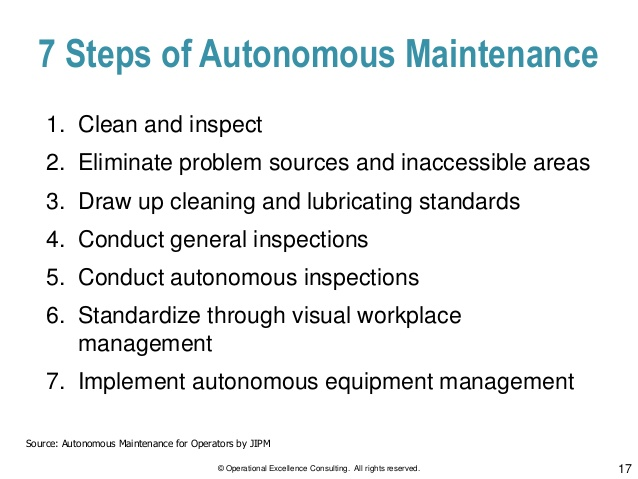 7 Steps of Autonomous Maintenance
1. Clean and inspect
2. Eliminate problem sources and inaccessible areas
3. Draw up cleaning and lubricating standards
4. Conduct general inspections
5. Conduct autonomous inspections
6. Standardize through visual workplace
management
7. Implement autonomous equipment management
Source: Autonomous Maintenance for Operators by JIPM
© Operational Excellence Consulting. All rights reserved.
17